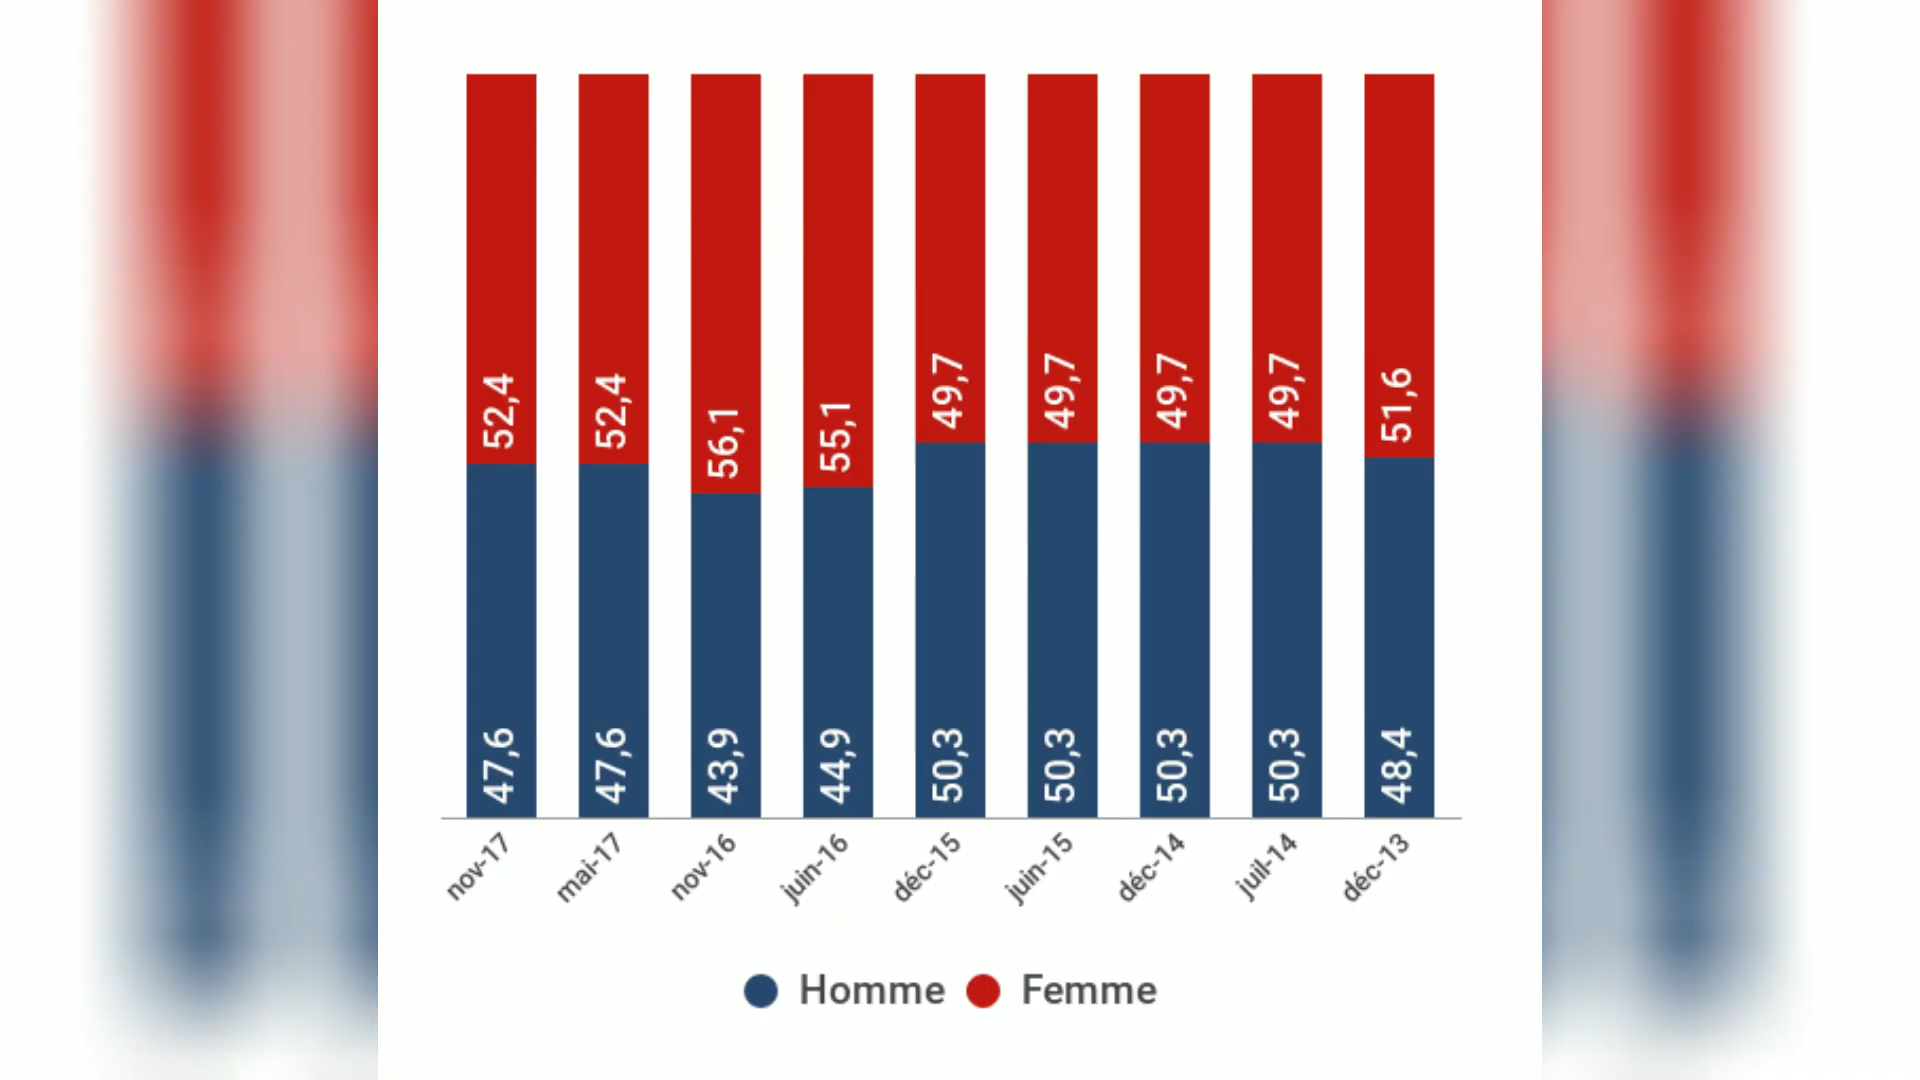 52,4 52,4 56,1 55,1 49,7 49,7 49,7 49,7 51,6
47,6 47,6 43,9 44,9 50,3 50,3 50,3 50,3 48,4
nov-17 mai-17 nov-16 juin-16 déc-15 juin-15 déc-14 juil-14 déc-13
Homme Femme